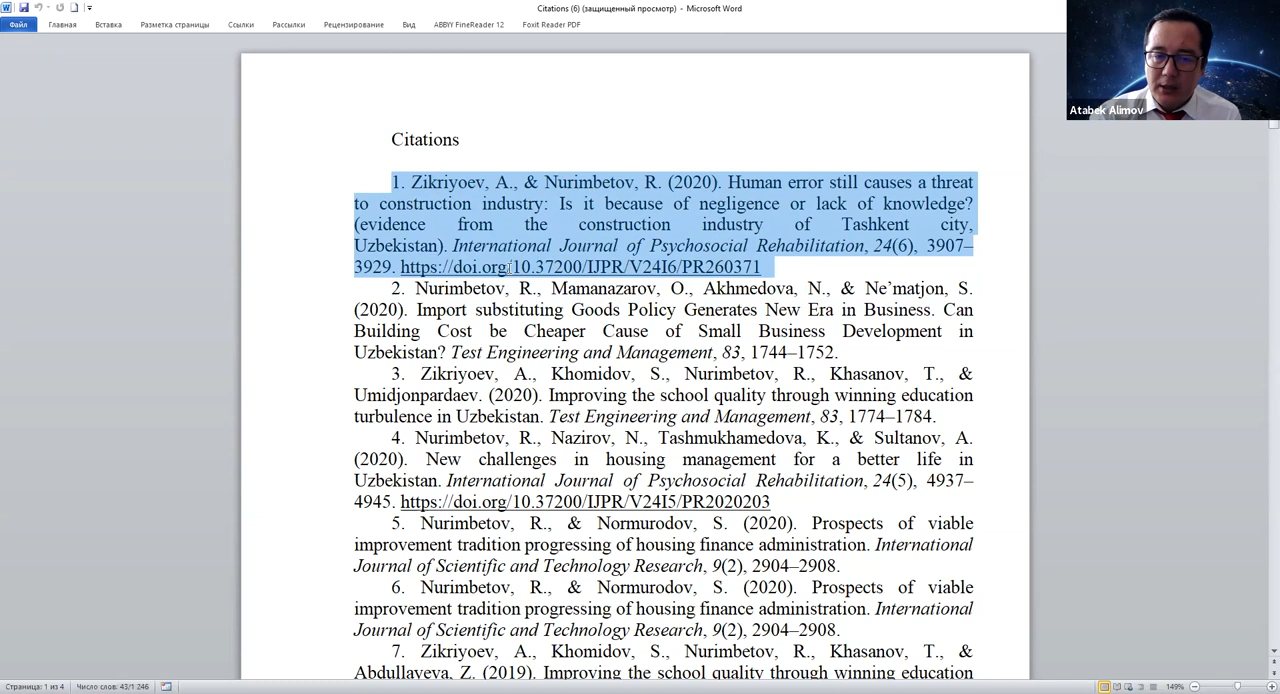 Citations (6) (защищенный просмотр) - Microsoft Word
Файл Главная Вставка Разметка страницы Ссылки Рассылки Рецензирование Вид ABBYY FineReader 12 Foxit Reader PDF
Atabek Alimov
Citations
1. Zikriyoev, A., & Nurimbetov, R. (2020). Human error still causes a threat
to construction industry: Is it because of negligence or lack of knowledge?
(evidence from the construction industry of Tashkent city,
Uzbekistan). International Journal of Psychosocial Rehabilitation, 24(6), 3907–
3929. https://doi.org/10.37200/IJPR/V24I6/PR260371
2. Nurimbetov, R., Mamanazarov, O., Akhmedova, N., & Ne’matjon, S.
(2020). Import substituting Goods Policy Generates New Era in Business. Can
Building Cost be Cheaper Cause of Small Business Development in
Uzbekistan? Test Engineering and Management, 83, 1744–1752.
3. Zikriyoev, A., Khomidov, S., Nurimbetov, R., Khasanov, T., &
Umidjonpardaev. (2020). Improving the school quality through winning education
turbulence in Uzbekistan. Test Engineering and Management, 83, 1774–1784.
4. Nurimbetov, R., Nazirov, N., Tashmukhamedova, K., & Sultanov, A.
(2020). New challenges in housing management for a better life in
Uzbekistan. International Journal of Psychosocial Rehabilitation, 24(5), 4937–
4945. https://doi.org/10.37200/IJPR/V24I5/PR2020203
5. Nurimbetov, R., & Normurodov, S. (2020). Prospects of viable
improvement tradition progressing of housing finance administration. International
Journal of Scientific and Technology Research, 9(2), 2904–2908.
6. Nurimbetov, R., & Normurodov, S. (2020). Prospects of viable
improvement tradition progressing of housing finance administration. International
Journal of Scientific and Technology Research, 9(2), 2904–2908.
7. Zikriyoev, A., Khomidov, S., Nurimbetov, R., Khasanov, T., &
Abdullayeva, Z. (2019). Improving the school quality through winning education
Страница: 1 из 4 Число слов: 43/1 246 149%